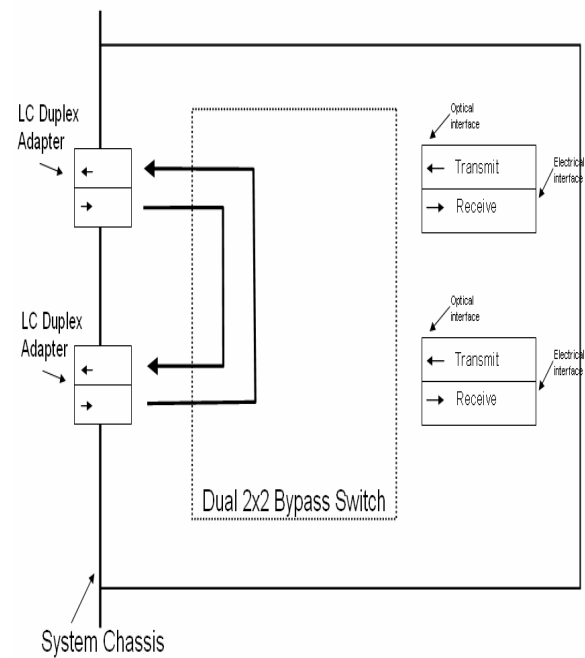 LC Duplex
Adapter
Optical
interface
Transmit
Electrical
interface
Receive
LC Duplex
Adapter
Optical
interface
Transmit
Electrical
interface
Receive
Dual 2x2 Bypass Switch
System Chassis